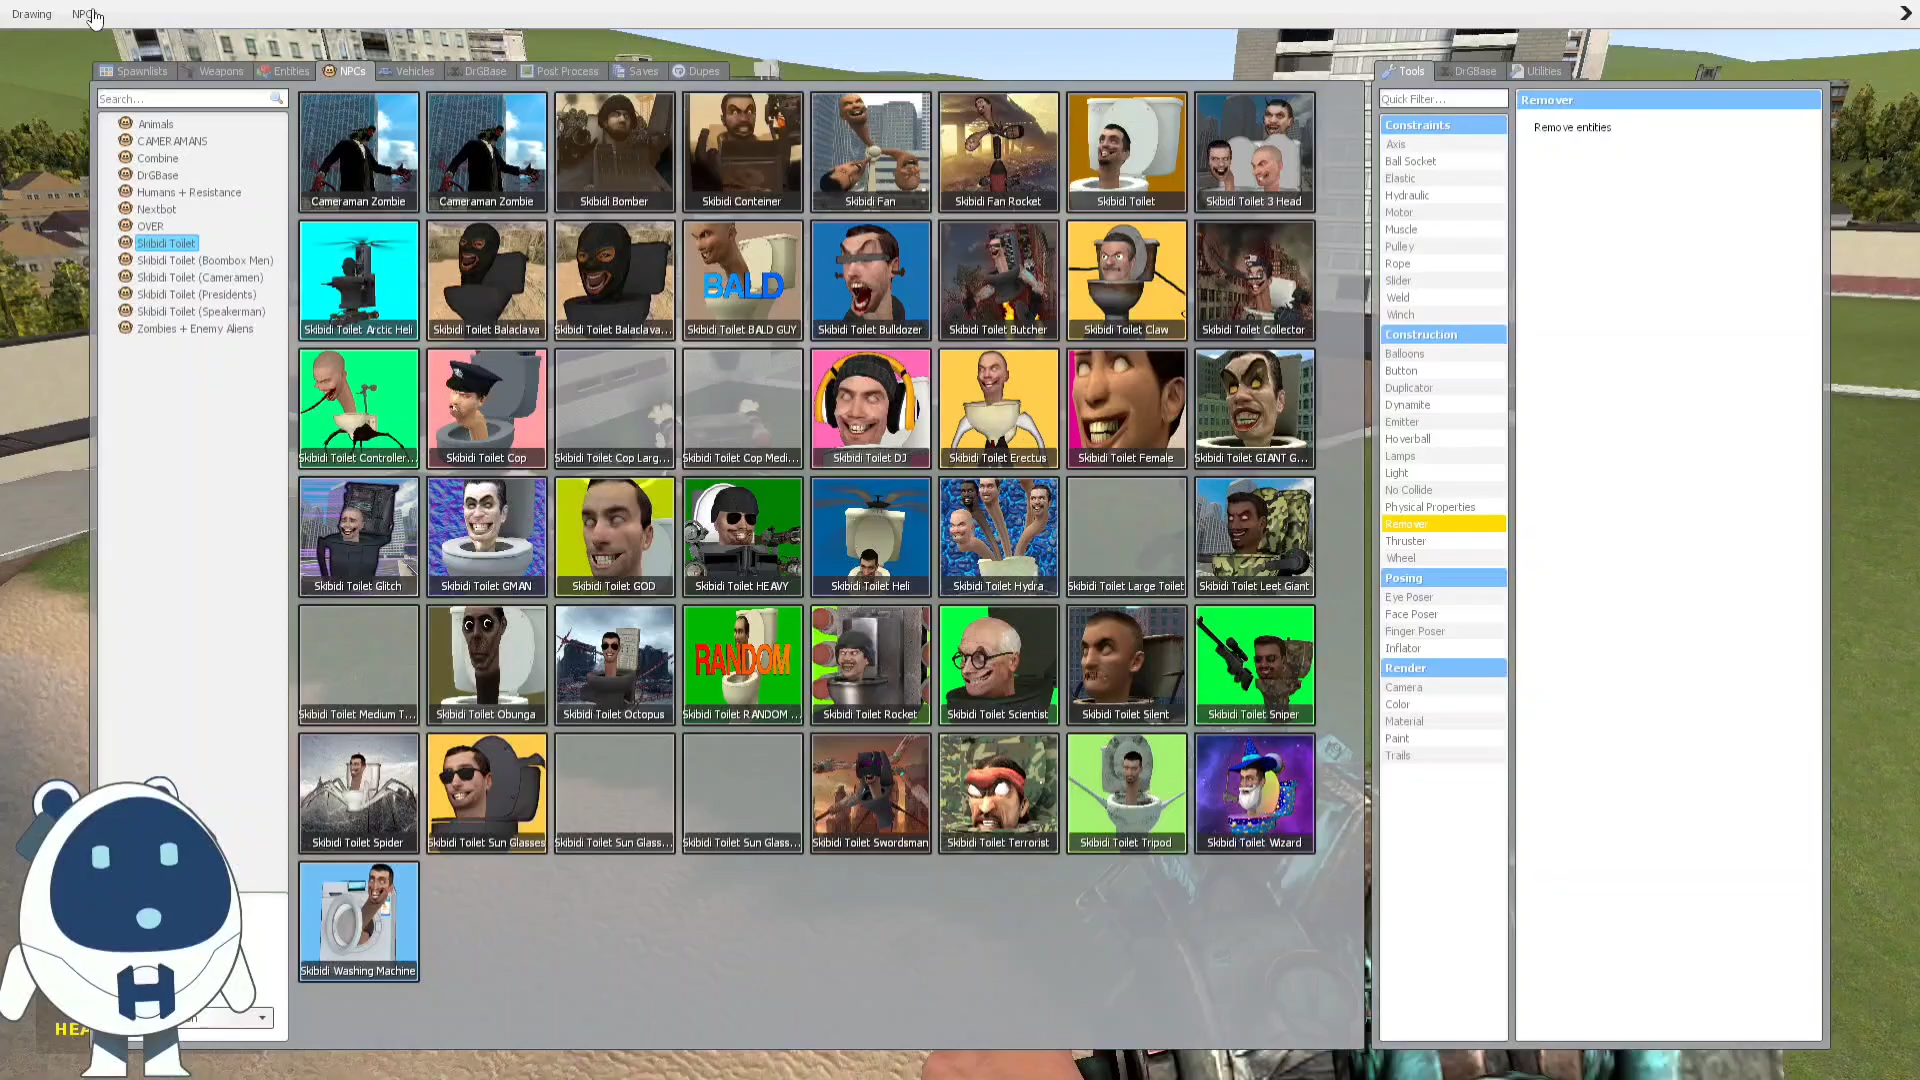 Drawing NPCs
Spawnlists Weapons Entities NPCs Vehicles DrGBase Post Process Saves Dupes
Search...
Animals
CAMERAMANS
Combine
DrGBase
Humans + Resistance
Nextbot
OVER
Skibidi Toilet
Skibidi Toilet (Boombox Men)
Skibidi Toilet (Cameramen)
Skibidi Toilet (Presidents)
Skibidi Toilet (Speakerman)
Zombies + Enemy Aliens
Cameraman Zombie Cameraman Zombie Skibidi Bomber Skibidi Conteiner Skibidi Fan Skibidi Fan Rocket Skibidi Toilet Skibidi Toilet 3 Head
BALD
Skibidi Toilet Arctic Heli Skibidi Toilet Balaclava Skibidi Toilet Balaclava... Skibidi Toilet BALD GUY Skibidi Toilet Bulldozer Skibidi Toilet Butcher Skibidi Toilet Claw Skibidi Toilet Collector
Skibidi Toilet Controller... Skibidi Toilet Cop Skibidi Toilet Cop Larg... Skibidi Toilet Cop Medi... Skibidi Toilet DJ Skibidi Toilet Erectus Skibidi Toilet Female Skibidi Toilet GIANT G...
Skibidi Toilet Glitch Skibidi Toilet GMAN Skibidi Toilet GOD Skibidi Toilet HEAVY Skibidi Toilet Heli Skibidi Toilet Hydra Skibidi Toilet Large Toilet Skibidi Toilet Leet Giant
RANDOM
Skibidi Toilet Medium T... Skibidi Toilet Obunga Skibidi Toilet Octopus Skibidi Toilet RANDOM ... Skibidi Toilet Rocket Skibidi Toilet Scientist Skibidi Toilet Silent Skibidi Toilet Sniper
Skibidi Toilet Spider Skibidi Toilet Sun Glasses Skibidi Toilet Sun Glass... Skibidi Toilet Sun Glass... Skibidi Toilet Swordsman Skibidi Toilet Terrorist Skibidi Toilet Tripod Skibidi Toilet Wizard
Skibidi Washing Machine
H
Tools DrGBase Utilities
Quick Filter...
Constraints
Axis
Ball Socket
Elastic
Hydraulic
Motor
Muscle
Pulley
Rope
Slider
Weld
Winch
Construction
Balloons
Button
Duplicator
Dynamite
Emitter
Hoverball
Lamps
Light
No Collide
Physical Properties
Remover
Thruster
Wheel
Posing
Eye Poser
Face Poser
Finger Poser
Inflator
Render
Camera
Color
Material
Paint
Trails
Remover
Remove entities